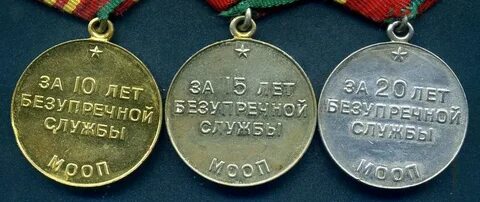 ЗА 10 ЛЕТ
БЕЗУПРЕЧНОЙ
СЛУЖБЫ
МООП
ЗА 15 ЛЕТ
БЕЗУПРЕЧНОЙ
СЛУЖБЫ
МООП
ЗА 20 ЛЕТ
БЕЗУПРЕЧНОЙ
СЛУЖБЫ
МООП